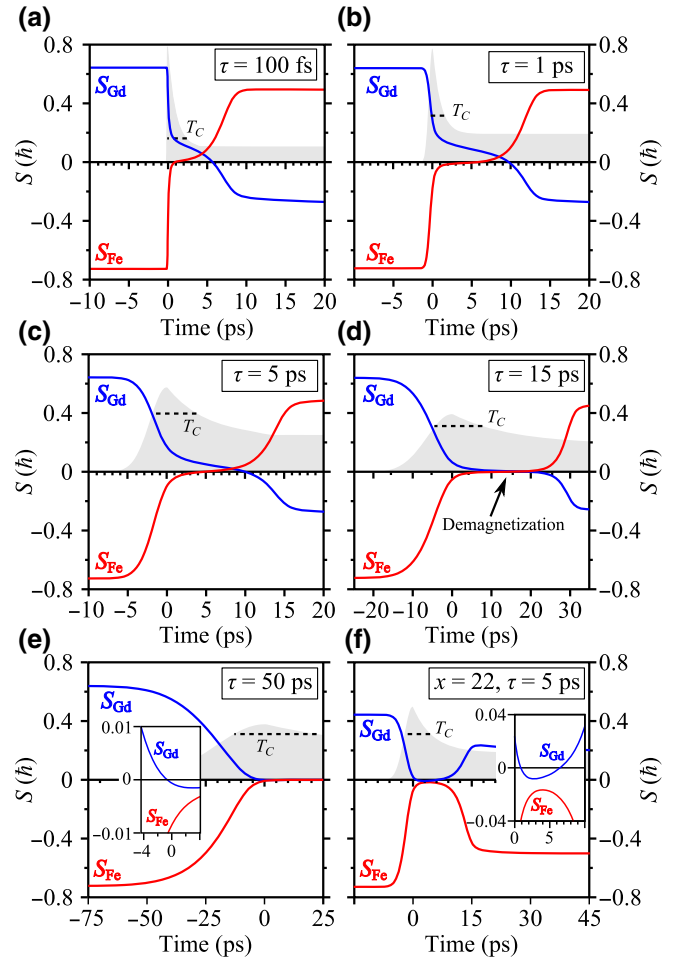 (a) (b)
τ = 100 fs τ = 1 ps
0.8
S_Gd S_Gd
0.4 0.4
T_C T_C
S (ħ) 0 0 S (ħ)
−0.4 −0.4
S_Fe S_Fe
−0.8 −0.8
−10 −5 0 5 10 15 20 −10 −5 0 5 10 15 20
Time (ps) Time (ps)
(c) (d)
0.8 0.8
τ = 5 ps τ = 15 ps
S_Gd S_Gd
0.4 0.4
T_C T_C
S (ħ) 0 0 S (ħ)
Demagnetization
−0.4 −0.4
S_Fe S_Fe
−0.8 −0.8
−10 −5 0 5 10 15 20 −20 −10 0 10 20 30
Time (ps) Time (ps)
(e) (f)
0.8 0.8
τ = 50 ps x = 22, τ = 5 ps
S_Gd
0.01 0.04
0.4 S_Gd 0.4
T_C T_C
S_Gd S_Gd
S (ħ) 0 0 0 0 S (ħ)
S_Fe S_Fe
−0.01 −0.04
−4 0 0 5 10
−0.4 −0.4
S_Fe S_Fe
−0.8 −0.8
−75 −50 −25 0 25 0 15 30 45
Time (ps) Time (ps)